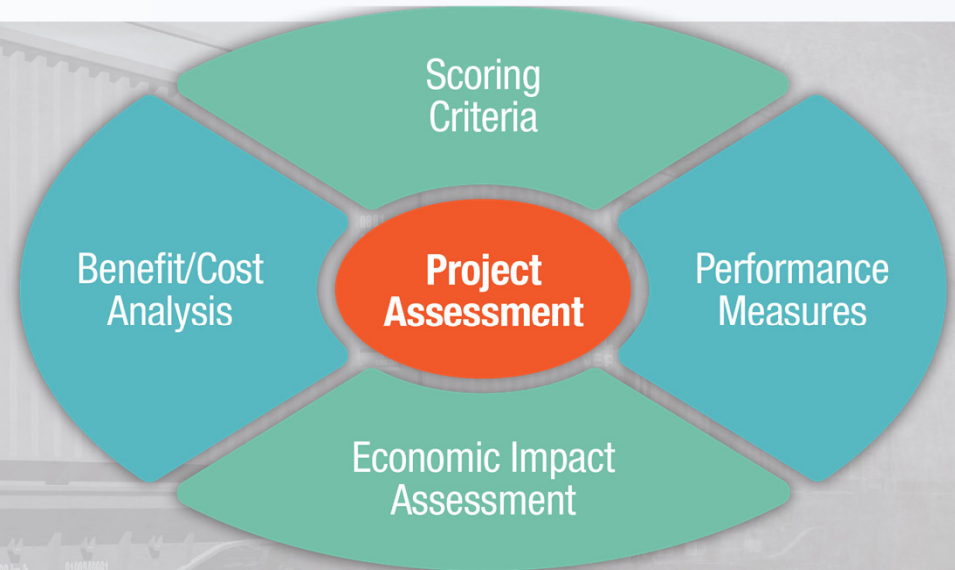 Scoring
Criteria
Benefit/Cost
Analysis
Project
Assessment
Performance
Measures
Economic Impact
Assessment